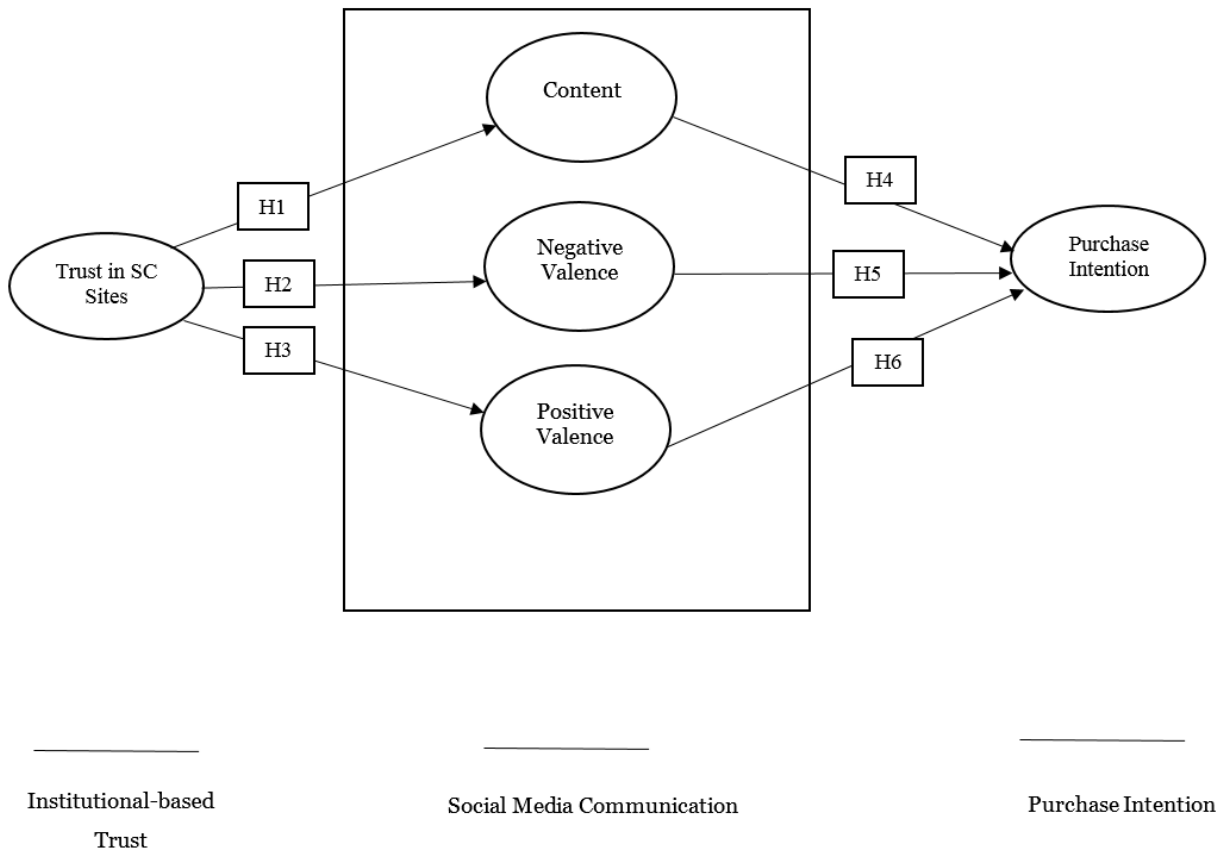 Content
H4
H1
Negative
Valence
Purchase
Intention
Trust in SC
Sites
H2
H5
H3
H6
Positive
Valence
Institutional-based
Trust
Social Media Communication
Purchase Intention